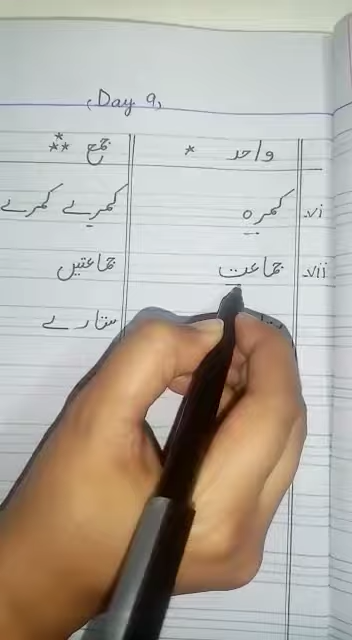 (Day 9)
واحد * جمع ***
vi. کمرہ کمرے کمرے
vii. جماعت جماعتیں
ستارے